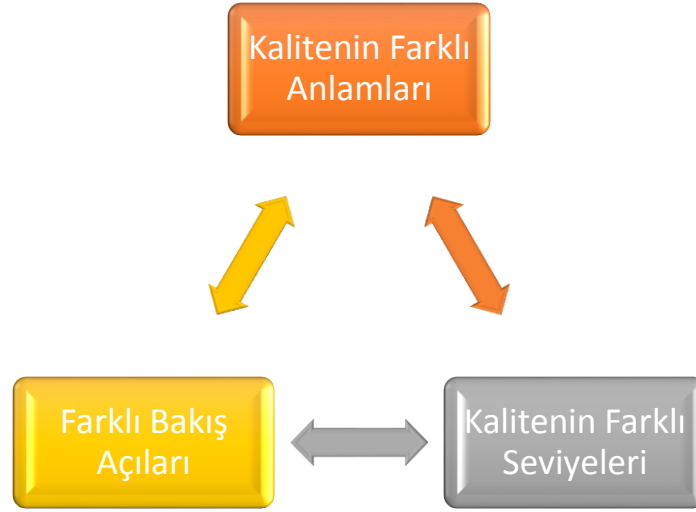 Kalitenin Farklı
Anlamları
Farklı Bakış
Açıları
Kalitenin Farklı
Seviyeleri